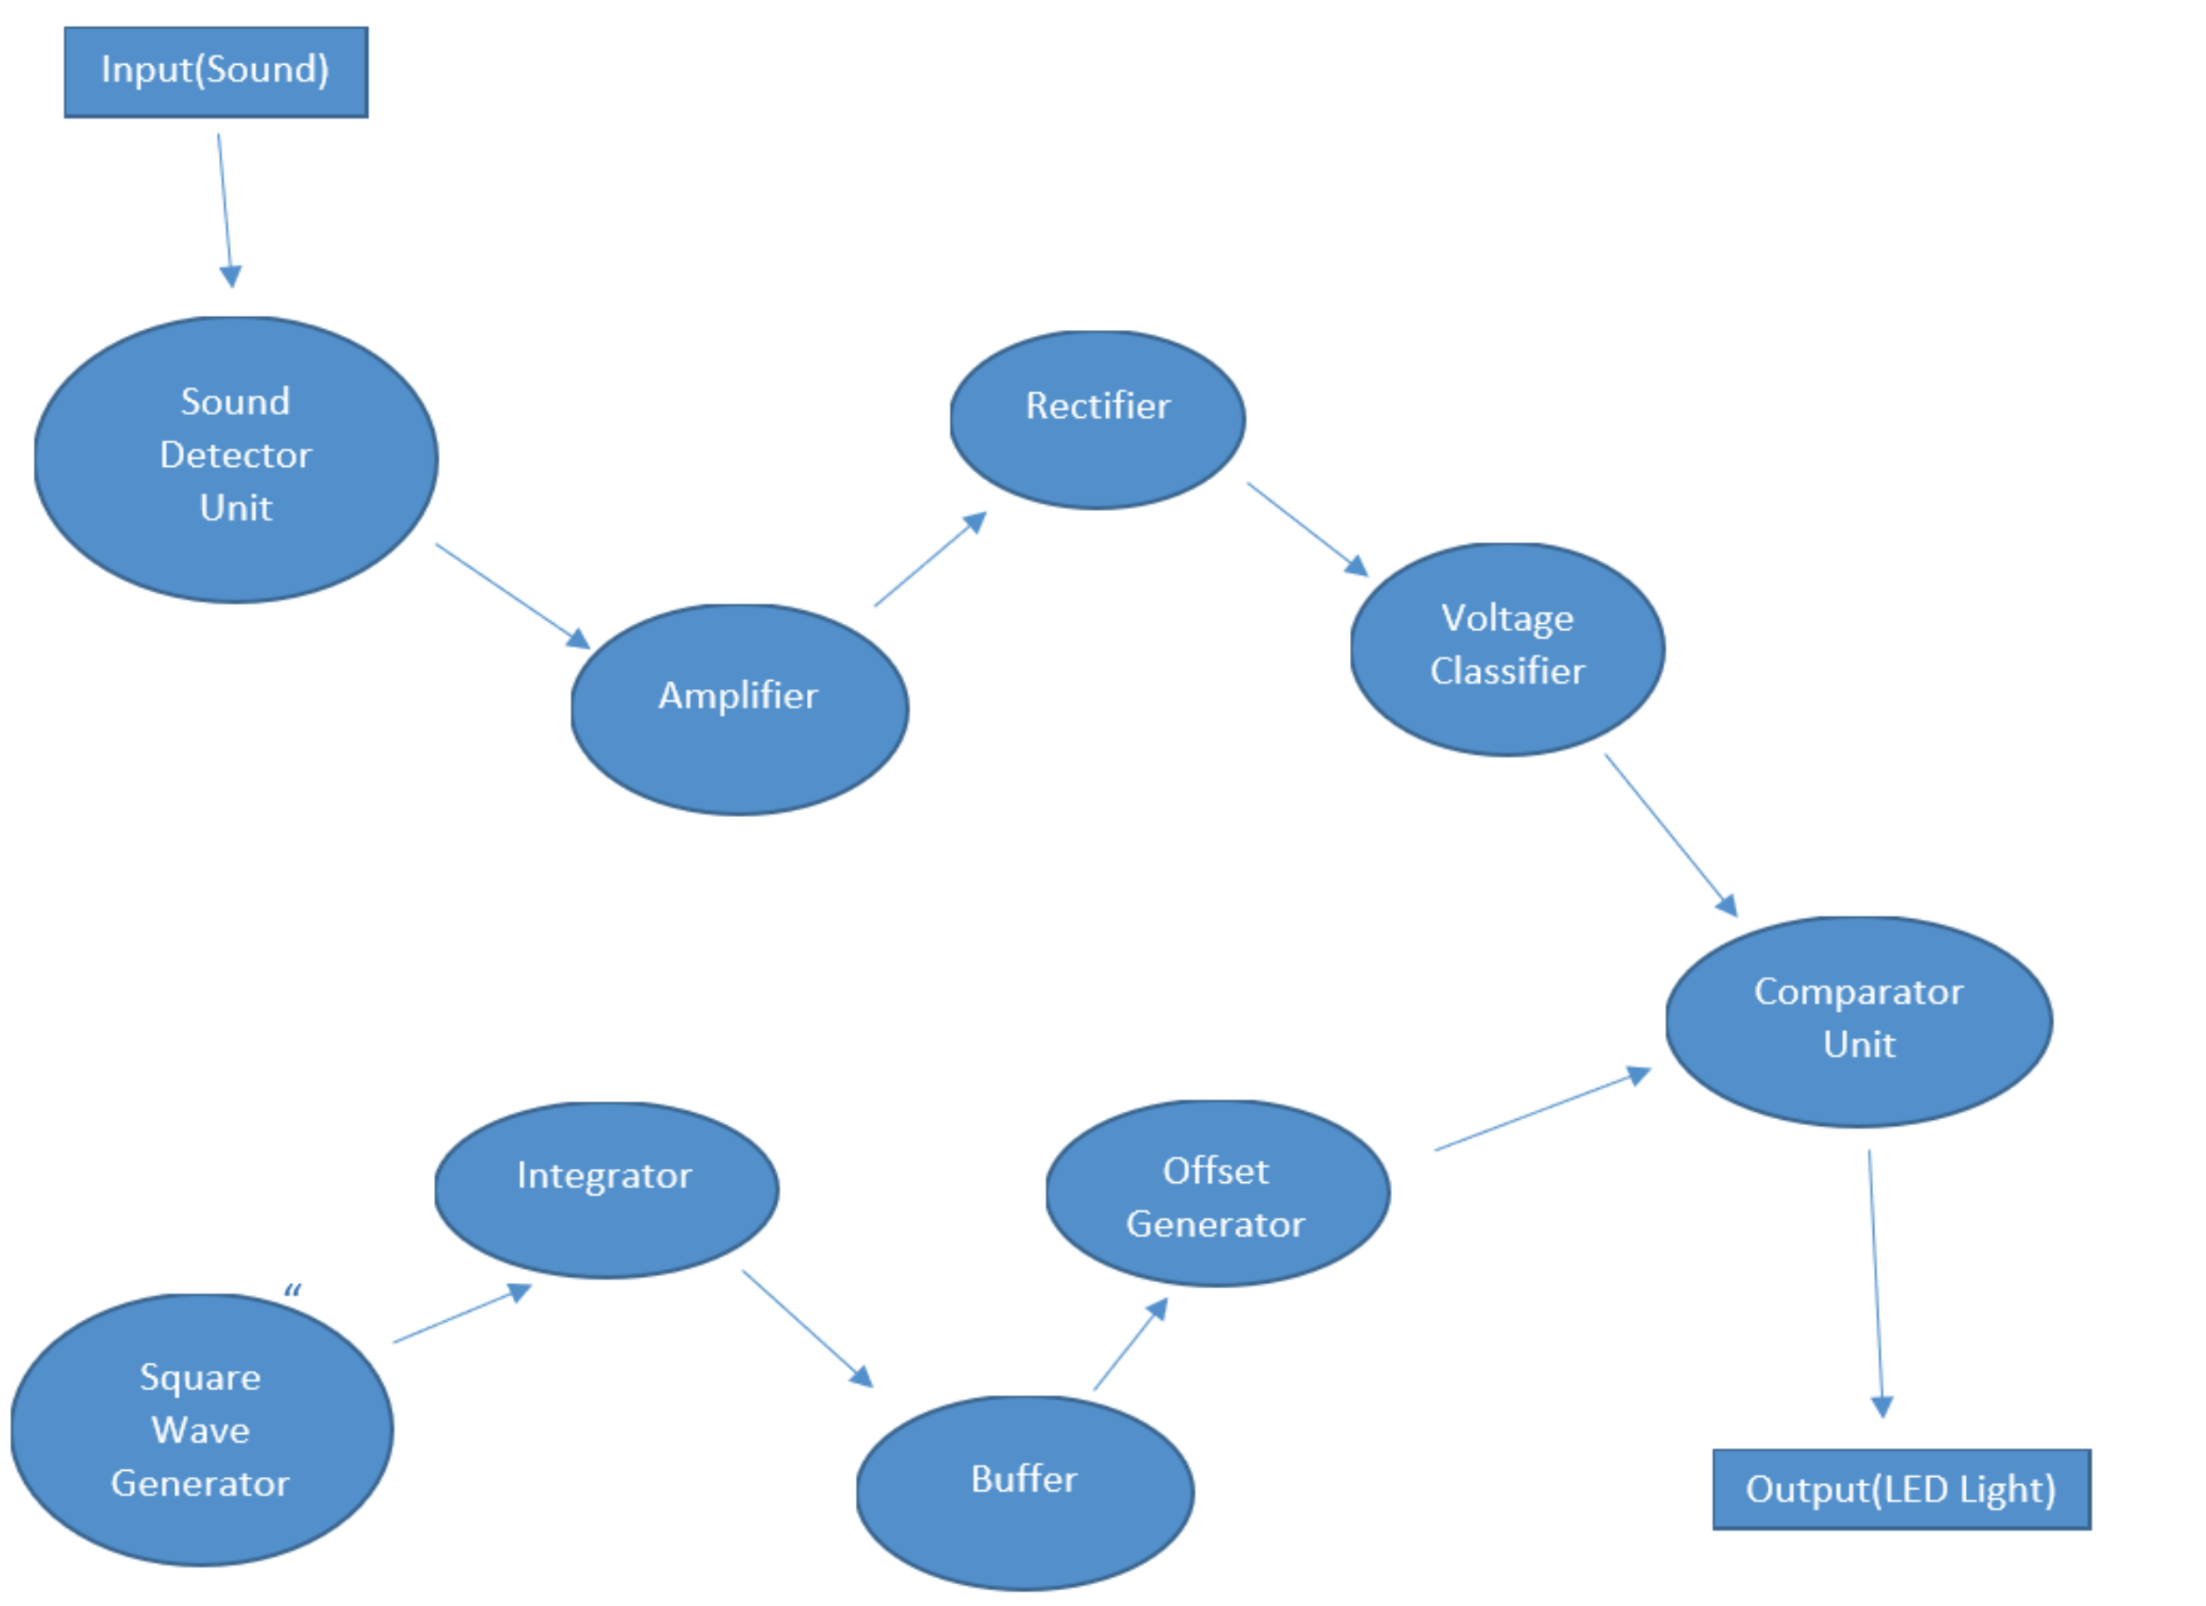 Input(Sound)
Sound
Detector
Unit
Amplifier
Rectifier
Voltage
Classifier
Comparator
Unit
Integrator
Offset
Generator
“
Square
Wave
Generator
Buffer
Output(LED Light)